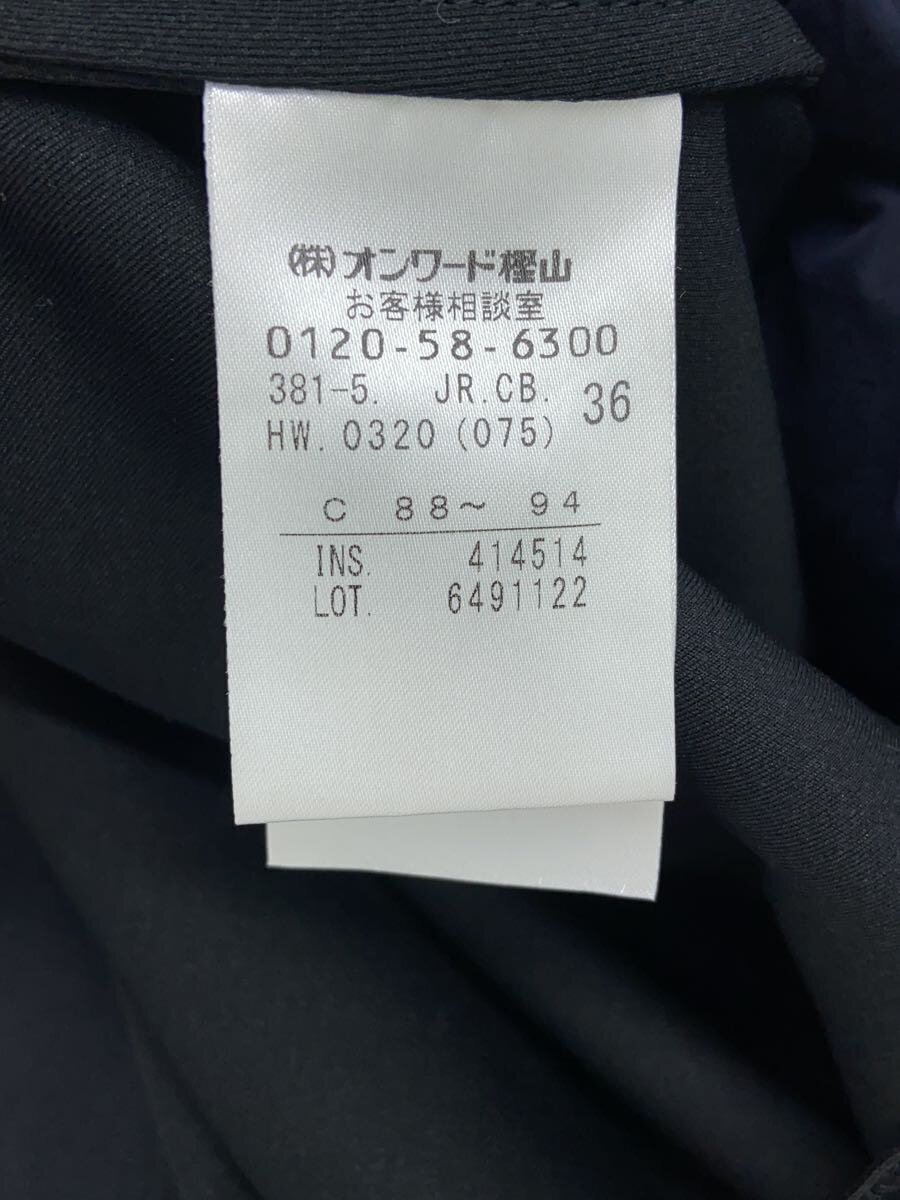 ㈱オンワード樫山
お客様相談室
0120-58-6300
381-5. JR.CB. 36
HW. 0320 (075)
C 88～ 94
INS. 414514
LOT. 6491122